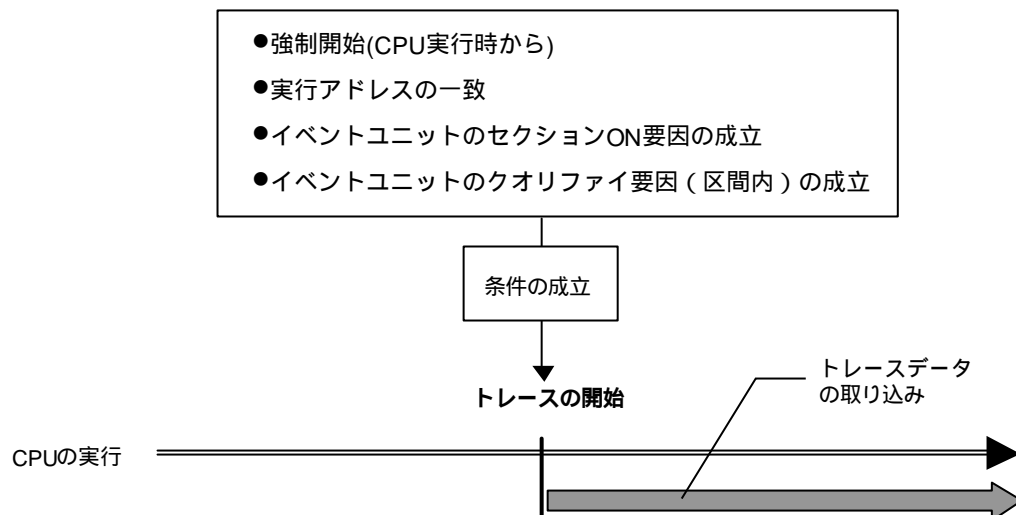 ●強制開始(CPU実行時から)
●実行アドレスの一致
●イベントユニットのセクションON要因の成立
●イベントユニットのクオリファイ要因（区間内）の成立
条件の成立
トレースの開始
トレースデータ
の取り込み
CPUの実行